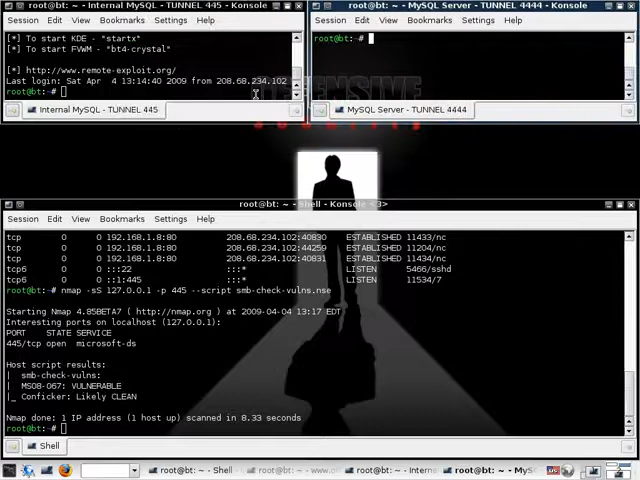 root@bt: ~ - Internal MySQL - TUNNEL 445 - Konsole
Session Edit View Bookmarks Settings Help
[*] To start KDE - "startx"
[*] To start FVWM - "bt4-crystal"
[*] http://www.remote-exploit.org/
Last login: Sat Apr  4 13:14:40 2009 from 208.68.234.102
root@bt:~#
Internal MySQL - TUNNEL 445
root@bt: ~ - MySQL Server - TUNNEL 4444 - Konsole
Session Edit View Bookmarks Settings Help
root@bt:~#
MySQL Server - TUNNEL 4444
root@bt: ~ - Shell - Konsole <3>
Session Edit View Bookmarks Settings Help
tcp 0 0 192.168.1.8:80 208.68.234.102:40830 ESTABLISHED 11433/nc
tcp 0 0 192.168.1.8:80 208.68.234.102:44259 ESTABLISHED 11204/nc
tcp 0 0 192.168.1.8:80 208.68.234.102:40831 ESTABLISHED 11434/nc
tcp6 0 0 :::22 :::* LISTEN 5466/sshd
tcp6 0 0 ::1:445 :::* LISTEN 11534/7
root@bt:~# nmap -sS 127.0.0.1 -p 445 --script smb-check-vulns.nse
Starting Nmap 4.85BETA7 ( http://nmap.org ) at 2009-04-04 13:17 EDT
Interesting ports on localhost (127.0.0.1):
PORT STATE SERVICE
445/tcp open microsoft-ds
Host script results:
| smb-check-vulns:
| MS08-067: VULNERABLE
|_ Conficker: Likely CLEAN
Nmap done: 1 IP address (1 host up) scanned in 8.33 seconds
root@bt:~#
Shell
root@bt: ~ - Shell
root@bt: ~ - Interne
root@bt: ~ - MyS